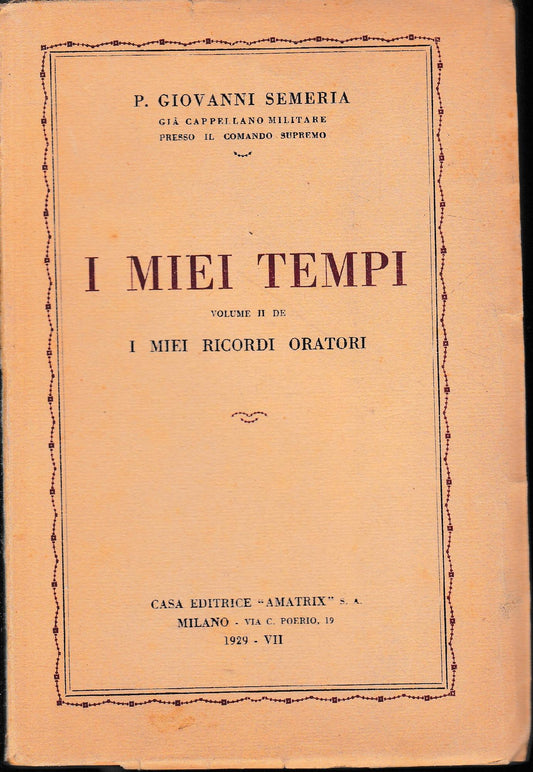 P. GIOVANNI SEMERIA
GIÀ CAPPELLANO MILITARE
PRESSO IL COMANDO SUPREMO
I MIEI TEMPI
VOLUME II DE
I MIEI RICORDI ORATORI
CASA EDITRICE "AMATRIX" S. A.
MILANO - VIA C. POERIO, 19
1929 - VII